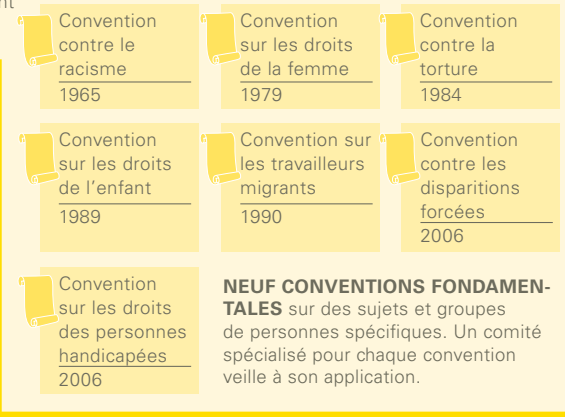 nt
Convention
contre le
racisme
1965
Convention
sur les droits
de la femme
1979
Convention
contre la
torture
1984
Convention
sur les droits
de l'enfant
1989
Convention sur
les travailleurs
migrants
1990
Convention
contre les
disparitions
forcées
2006
Convention
sur les droits
des personnes
handicapées
2006
NEUF CONVENTIONS FONDAMEN-
TALES sur des sujets et groupes
de personnes spécifiques. Un comité
spécialisé pour chaque convention
veille à son application.